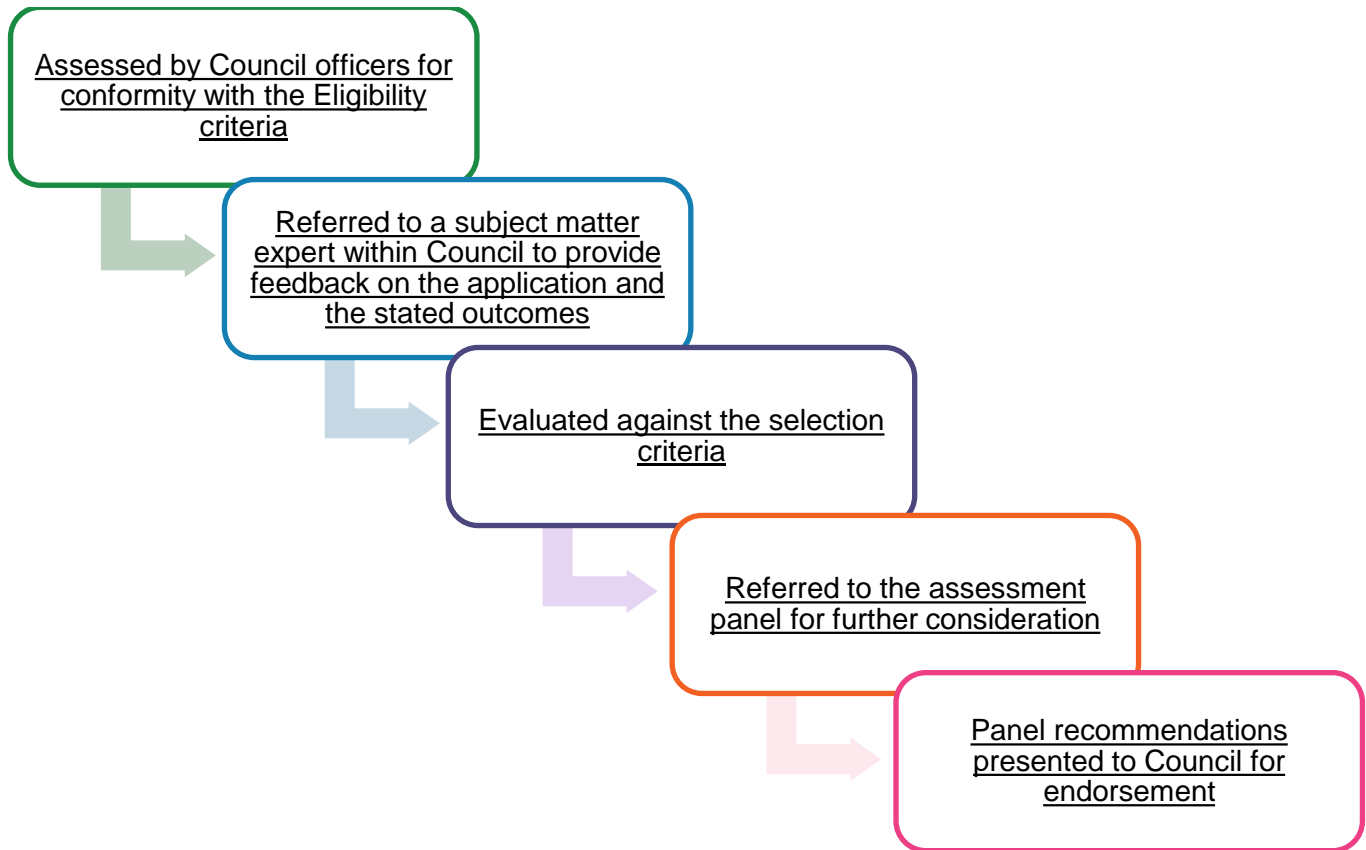 Assessed by Council officers for
conformity with the Eligibility
criteria
Referred to a subject matter
expert within Council to provide
feedback on the application and
the stated outcomes
Evaluated against the selection
criteria
Referred to the assessment
panel for further consideration
Panel recommendations
presented to Council for
endorsement